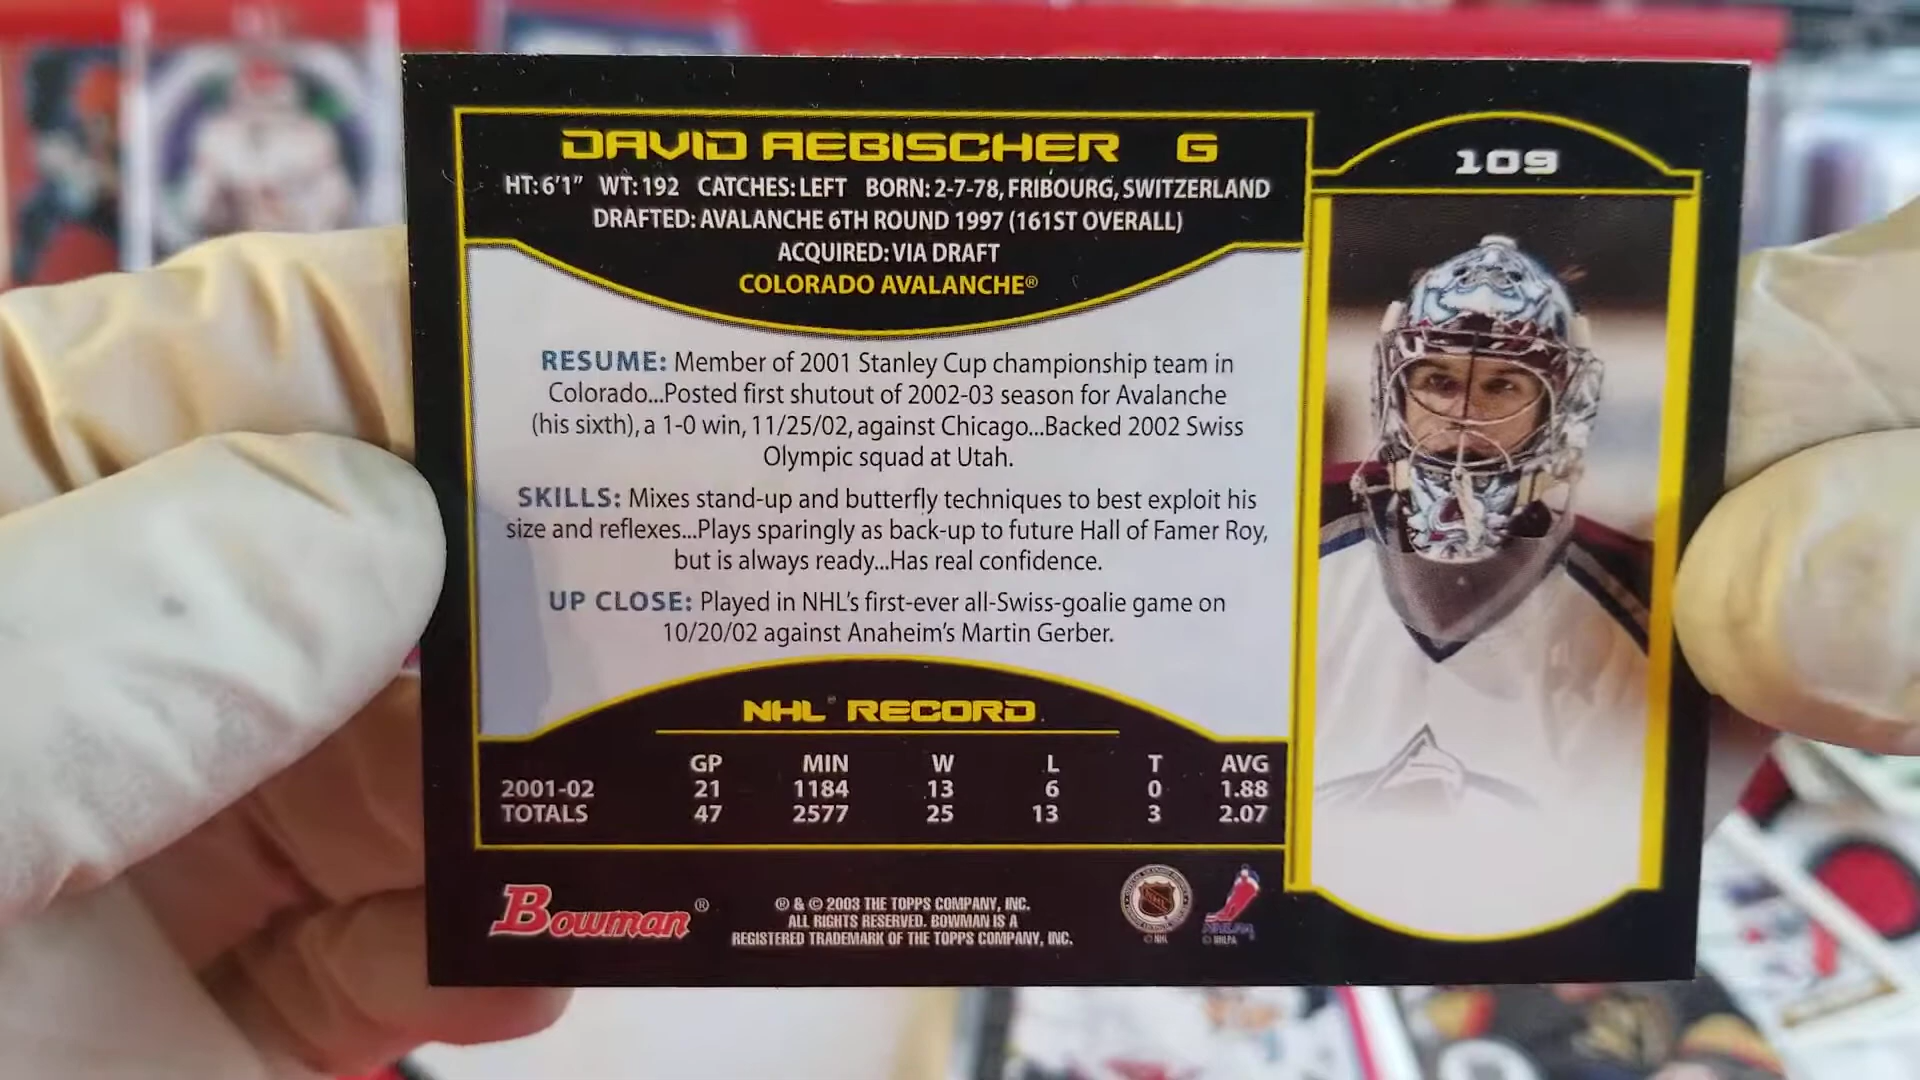 DAVID AEBISCHER G
109
HT: 6'1" WT: 192 CATCHES: LEFT BORN: 2-7-78, FRIBOURG, SWITZERLAND
DRAFTED: AVALANCHE 6TH ROUND 1997 (161ST OVERALL)
ACQUIRED: VIA DRAFT
COLORADO AVALANCHE®
RESUME: Member of 2001 Stanley Cup championship team in
Colorado...Posted first shutout of 2002-03 season for Avalanche
(his sixth), a 1-0 win, 11/25/02, against Chicago...Backed 2002 Swiss
Olympic squad at Utah.
SKILLS: Mixes stand-up and butterfly techniques to best exploit his
size and reflexes...Plays sparingly as back-up to future Hall of Famer Roy,
but is always ready...Has real confidence.
UP CLOSE: Played in NHL's first-ever all-Swiss-goalie game on
10/20/02 against Anaheim's Martin Gerber.
NHL® RECORD
GP MIN W L T AVG
2001-02 21 1184 13 6 0 1.88
TOTALS 47 2577 25 13 3 2.07
Bowman®
® & © 2003 THE TOPPS COMPANY, INC.
ALL RIGHTS RESERVED. BOWMAN IS A
REGISTERED TRADEMARK OF THE TOPPS COMPANY, INC.
NHL
© NHL
NHLPA
© NHLPA